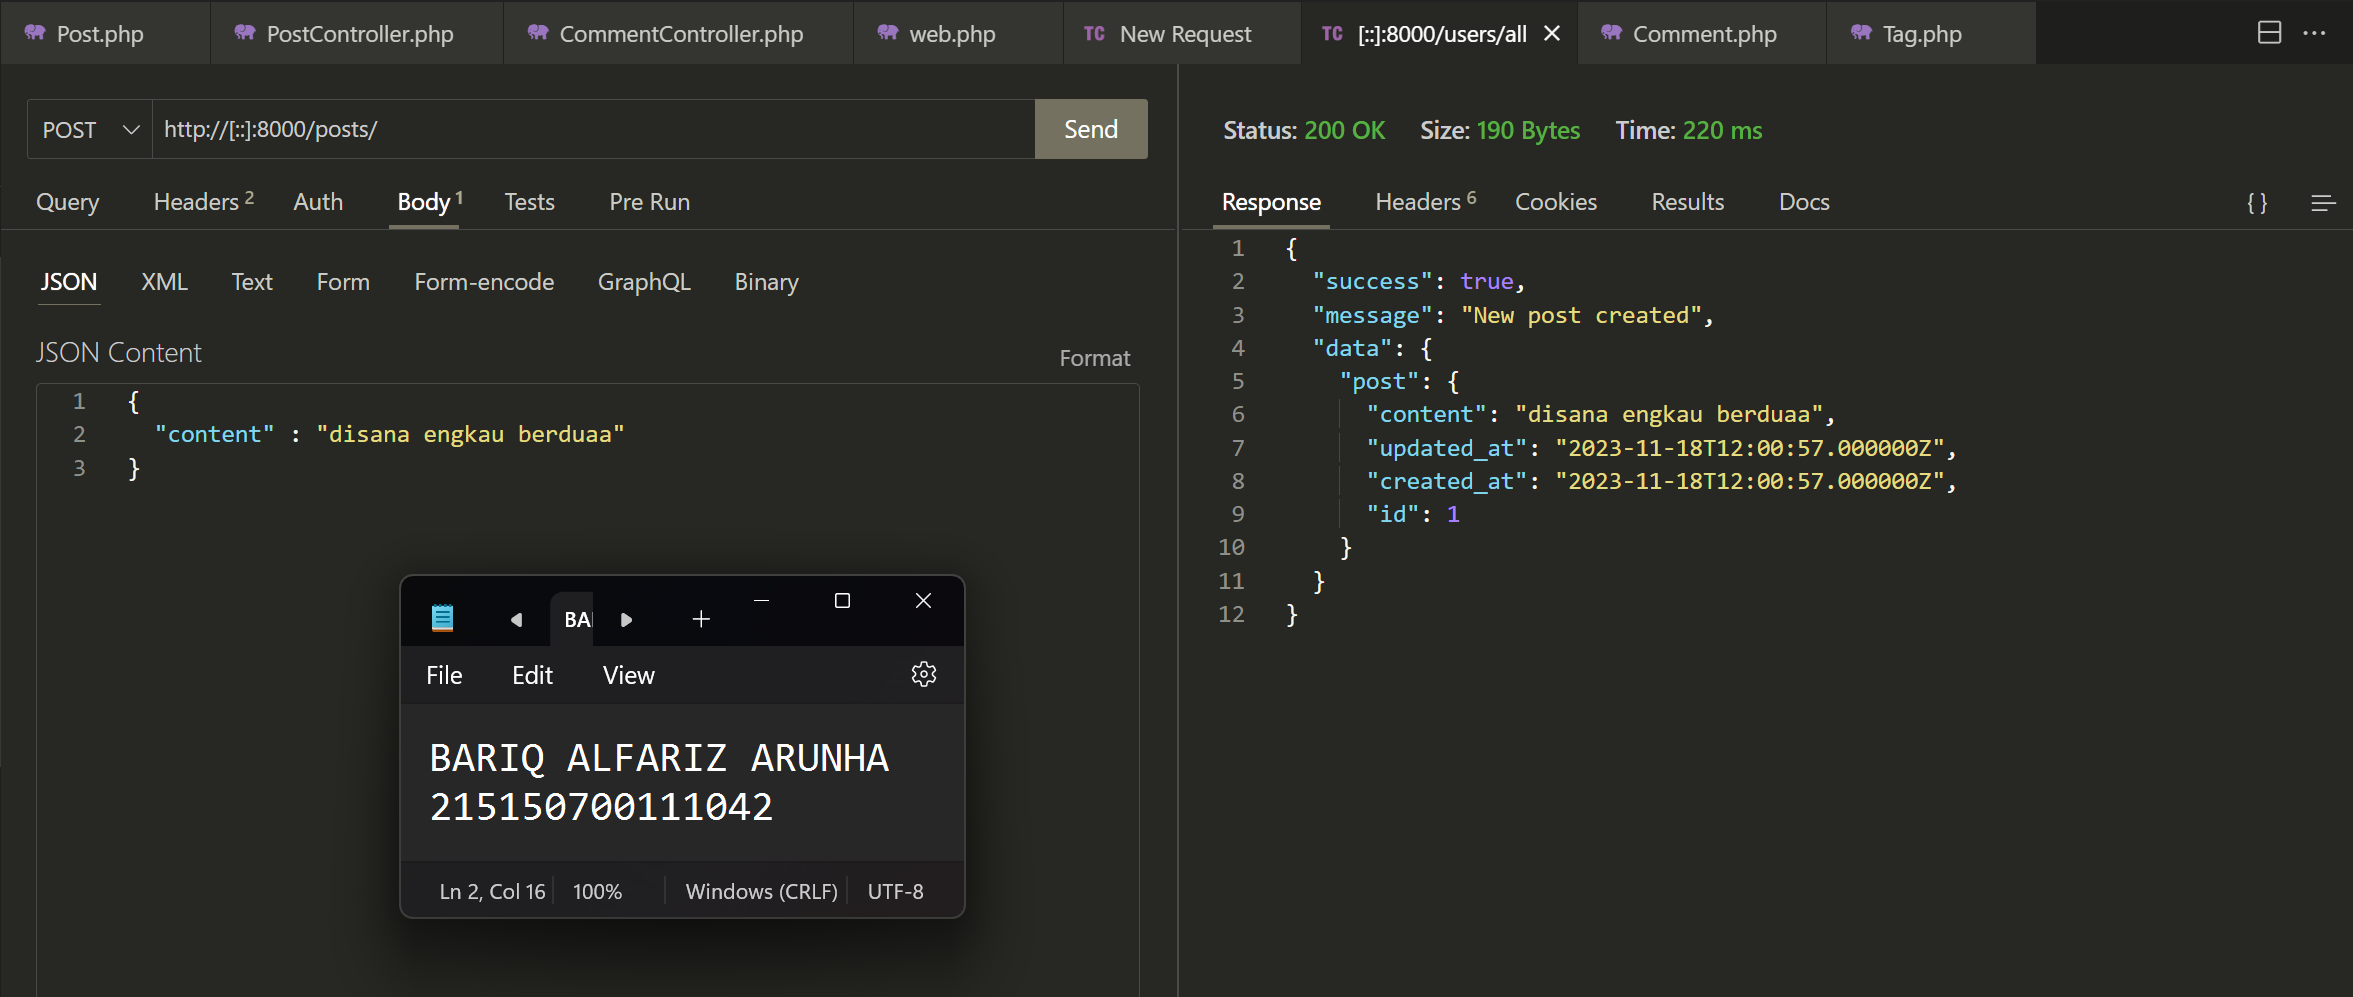 Post.php PostController.php CommentController.php web.php TC New Request TC [::]:8000/users/all Comment.php Tag.php
POST http://[::]:8000/posts/ Send
Query Headers 2 Auth Body 1 Tests Pre Run
JSON XML Text Form Form-encode GraphQL Binary
JSON Content
Format
1 {
2 "content" : "disana engkau berduaa"
3 }
BA
File Edit View
BARIQ ALFARIZ ARUNHA
215150700111042
Ln 2, Col 16 100% Windows (CRLF) UTF-8
Status: 200 OK Size: 190 Bytes Time: 220 ms
Response Headers 6 Cookies Results Docs {}
1 {
2 "success": true,
3 "message": "New post created",
4 "data": {
5 "post": {
6 "content": "disana engkau berduaa",
7 "updated_at": "2023-11-18T12:00:57.000000Z",
8 "created_at": "2023-11-18T12:00:57.000000Z",
9 "id": 1
10 }
11 }
12 }